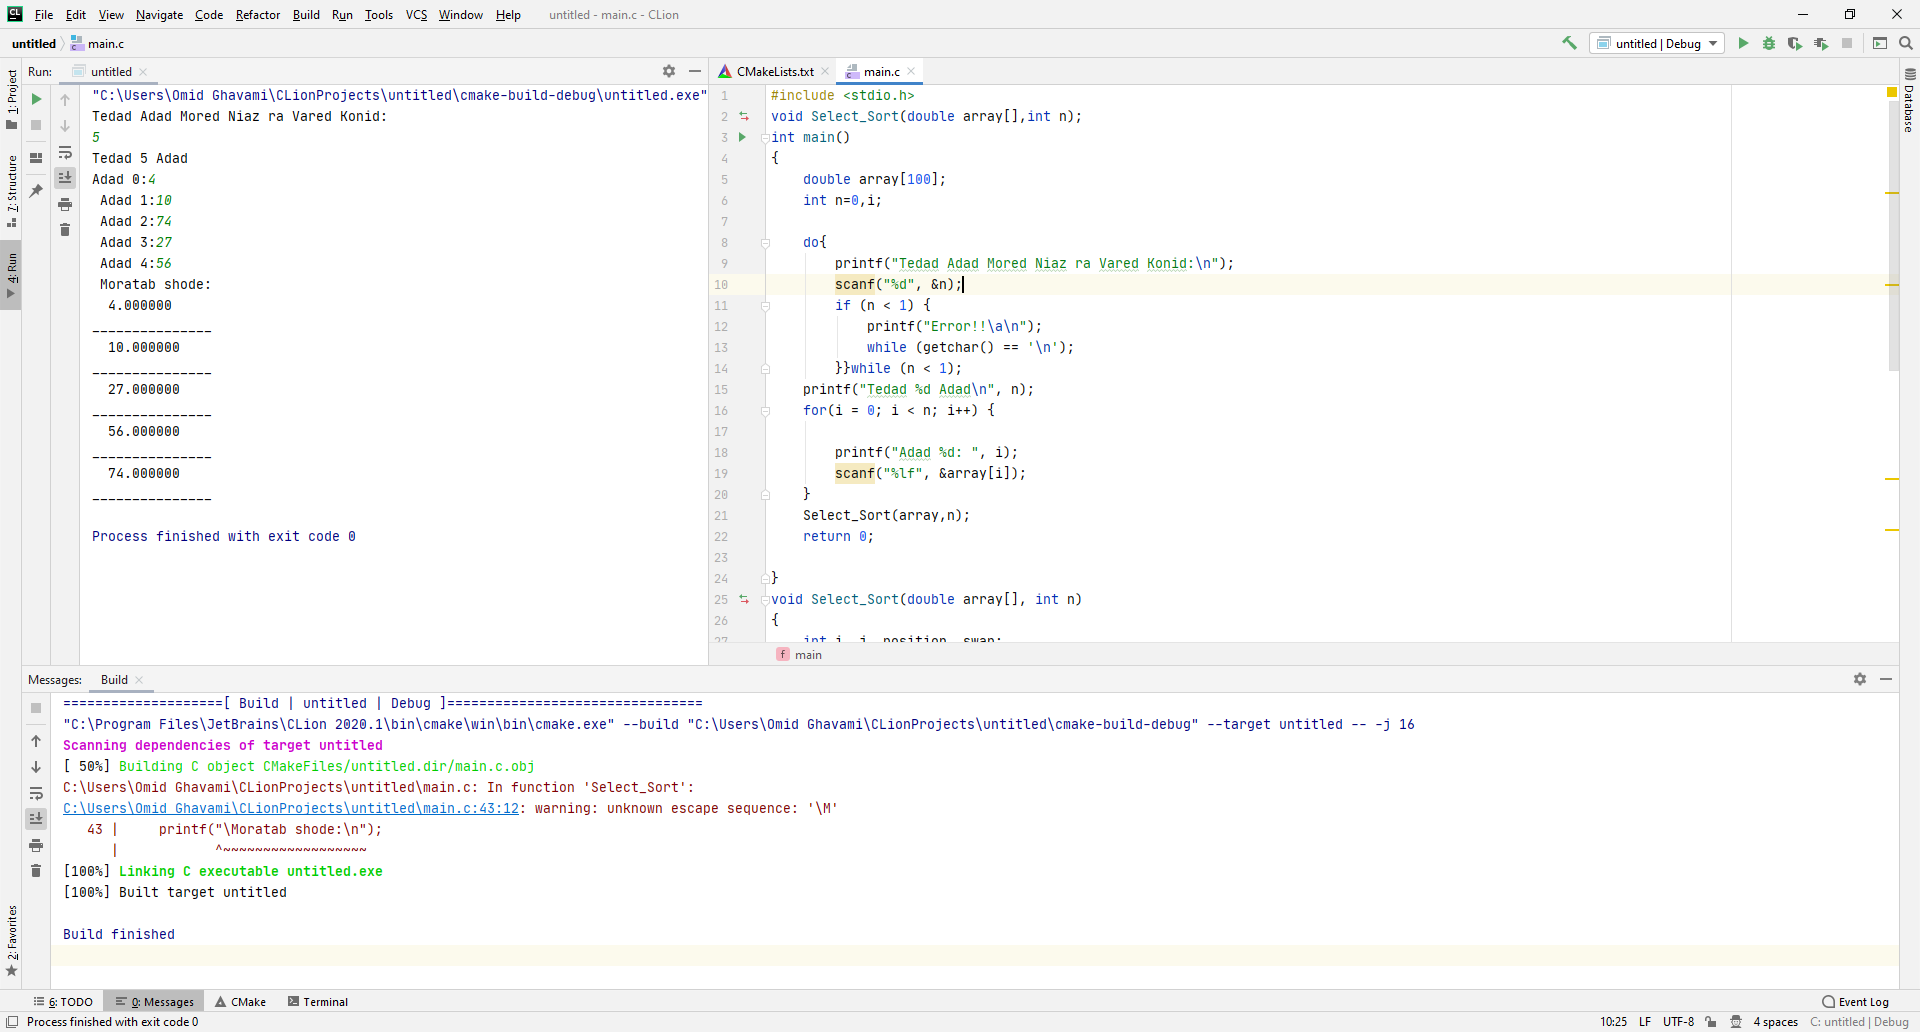 File Edit View Navigate Code Refactor Build Run Tools VCS Window Help untitled - main.c - CLion
untitled main.c
untitled | Debug
1: Project
7: Structure
4: Run
2: Favorites
Database
Run: untitled
"C:\Users\Omid Ghavami\CLionProjects\untitled\cmake-build-debug\untitled.exe"
Tedad Adad Mored Niaz ra Vared Konid:
5
Tedad 5 Adad
Adad 0:4
Adad 1:10
Adad 2:74
Adad 3:27
Adad 4:56
Moratab shode:
4.000000
_______________
10.000000
_______________
27.000000
_______________
56.000000
_______________
74.000000
_______________
Process finished with exit code 0
CMakeLists.txt main.c
1 #include <stdio.h>
2 void Select_Sort(double array[],int n);
3 int main()
4 {
5 double array[100];
6 int n=0,i;
7
8 do{
9 printf("Tedad Adad Mored Niaz ra Vared Konid:\n");
10 scanf("%d", &n);
11 if (n < 1) {
12 printf("Error!!\a\n");
13 while (getchar() == '\n');
14 }}while (n < 1);
15 printf("Tedad %d Adad\n", n);
16 for(i = 0; i < n; i++) {
17
18 printf("Adad %d: ", i);
19 scanf("%lf", &array[i]);
20 }
21 Select_Sort(array,n);
22 return 0;
23
24 }
25 void Select_Sort(double array[], int n)
26 {
27 int i, j, position, swap;
f main
Messages: Build
====================[ Build | untitled | Debug ]================================
"C:\Program Files\JetBrains\CLion 2020.1\bin\cmake\win\bin\cmake.exe" --build "C:\Users\Omid Ghavami\CLionProjects\untitled\cmake-build-debug" --target untitled -- -j 16
Scanning dependencies of target untitled
[ 50%] Building C object CMakeFiles/untitled.dir/main.c.obj
C:\Users\Omid Ghavami\CLionProjects\untitled\main.c: In function 'Select_Sort':
C:\Users\Omid Ghavami\CLionProjects\untitled\main.c:43:12: warning: unknown escape sequence: '\M'
43 | printf("\Moratab shode:\n");
| ^~~~~~~~~~~~~~~~~~~
[100%] Linking C executable untitled.exe
[100%] Built target untitled
Build finished
6: TODO 0: Messages CMake Terminal Event Log
Process finished with exit code 0 10:25 LF UTF-8 4 spaces C: untitled | Debug